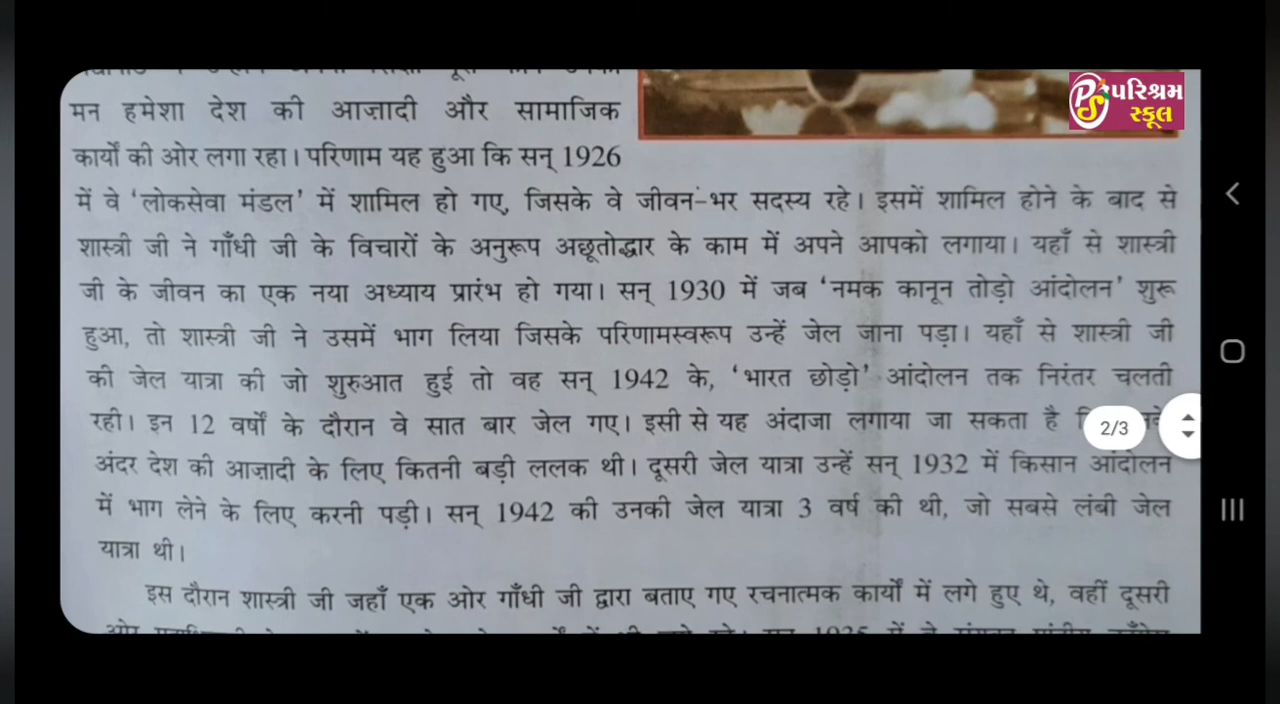 मन हमेशा देश की आज़ादी और सामाजिक
कार्यों की ओर लगा रहा। परिणाम यह हुआ कि सन् 1926
में वे ‘लोकसेवा मंडल’ में शामिल हो गए, जिसके वे जीवन-भर सदस्य रहे। इसमें शामिल होने के बाद से
शास्त्री जी ने गाँधी जी के विचारों के अनुरूप अछूतोद्धार के काम में अपने आपको लगाया। यहाँ से शास्त्री
जी के जीवन का एक नया अध्याय प्रारंभ हो गया। सन् 1930 में जब ‘नमक कानून तोड़ो आंदोलन’ शुरू
हुआ, तो शास्त्री जी ने उसमें भाग लिया जिसके परिणामस्वरूप उन्हें जेल जाना पड़ा। यहाँ से शास्त्री जी
की जेल यात्रा की जो शुरुआत हुई तो वह सन् 1942 के, ‘भारत छोड़ो’ आंदोलन तक निरंतर चलती
रही। इन 12 वर्षों के दौरान वे सात बार जेल गए। इसी से यह अंदाजा लगाया जा सकता है
अंदर देश की आज़ादी के लिए कितनी बड़ी ललक थी। दूसरी जेल यात्रा उन्हें सन् 1932 में किसान आंदोलन
में भाग लेने के लिए करनी पड़ी। सन् 1942 की उनकी जेल यात्रा 3 वर्ष की थी, जो सबसे लंबी जेल
यात्रा थी।
इस दौरान शास्त्री जी जहाँ एक ओर गाँधी जी द्वारा बताए गए रचनात्मक कार्यों में लगे हुए थे, वहीं दूसरी
PS પરિશ્રમ
સ્કૂલ
2/3